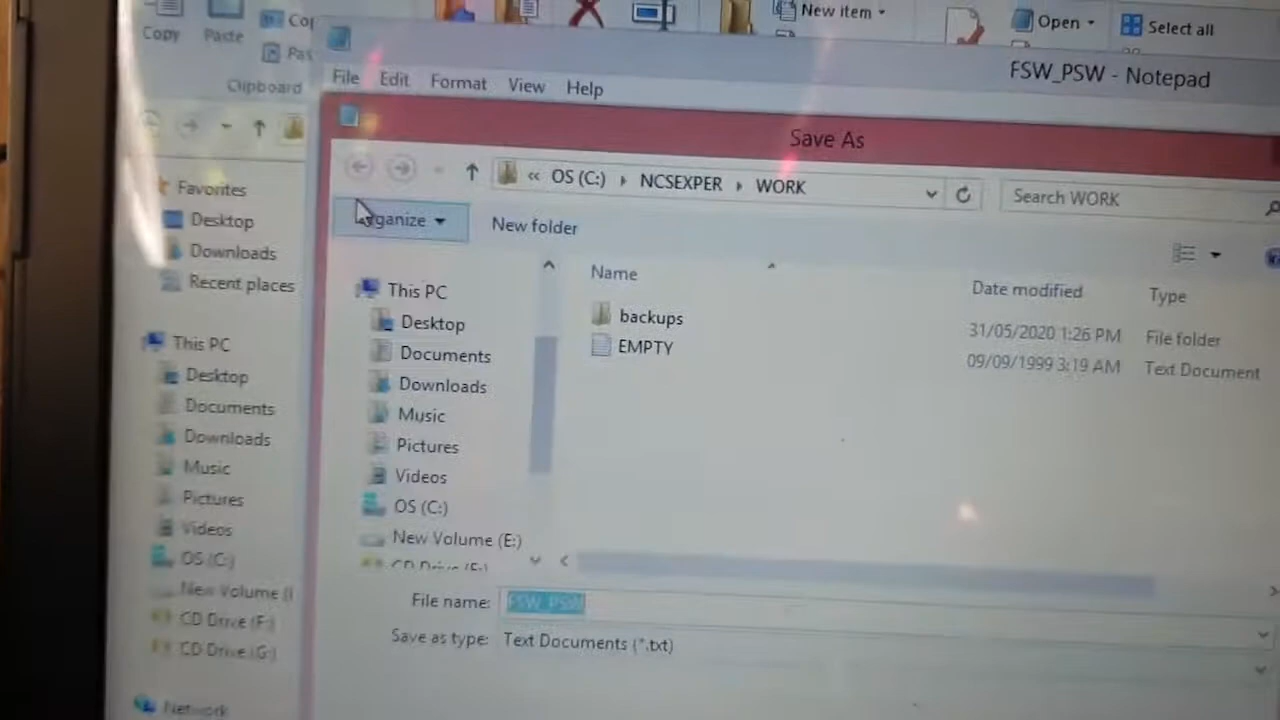 New item
Open
Select all
Copy
Paste
Clipboard
FSW_PSW - Notepad
File Edit Format View Help
Save As
« OS (C:) NCSEXPER WORK
Search WORK
Organize
New folder
Favorites
Desktop
Downloads
Recent places
This PC
Desktop
Documents
Downloads
Music
Pictures
Videos
OS (C:)
New Volume (
CD Drive (F:)
CD Drive (G:)
Network
This PC
Desktop
Documents
Downloads
Music
Pictures
Videos
OS (C:)
New Volume (E:)
Name Date modified Type
backups 31/05/2020 1:26 PM File folder
EMPTY 09/09/1999 3:19 AM Text Document
File name: FSW_PSW
Save as type: Text Documents (*.txt)